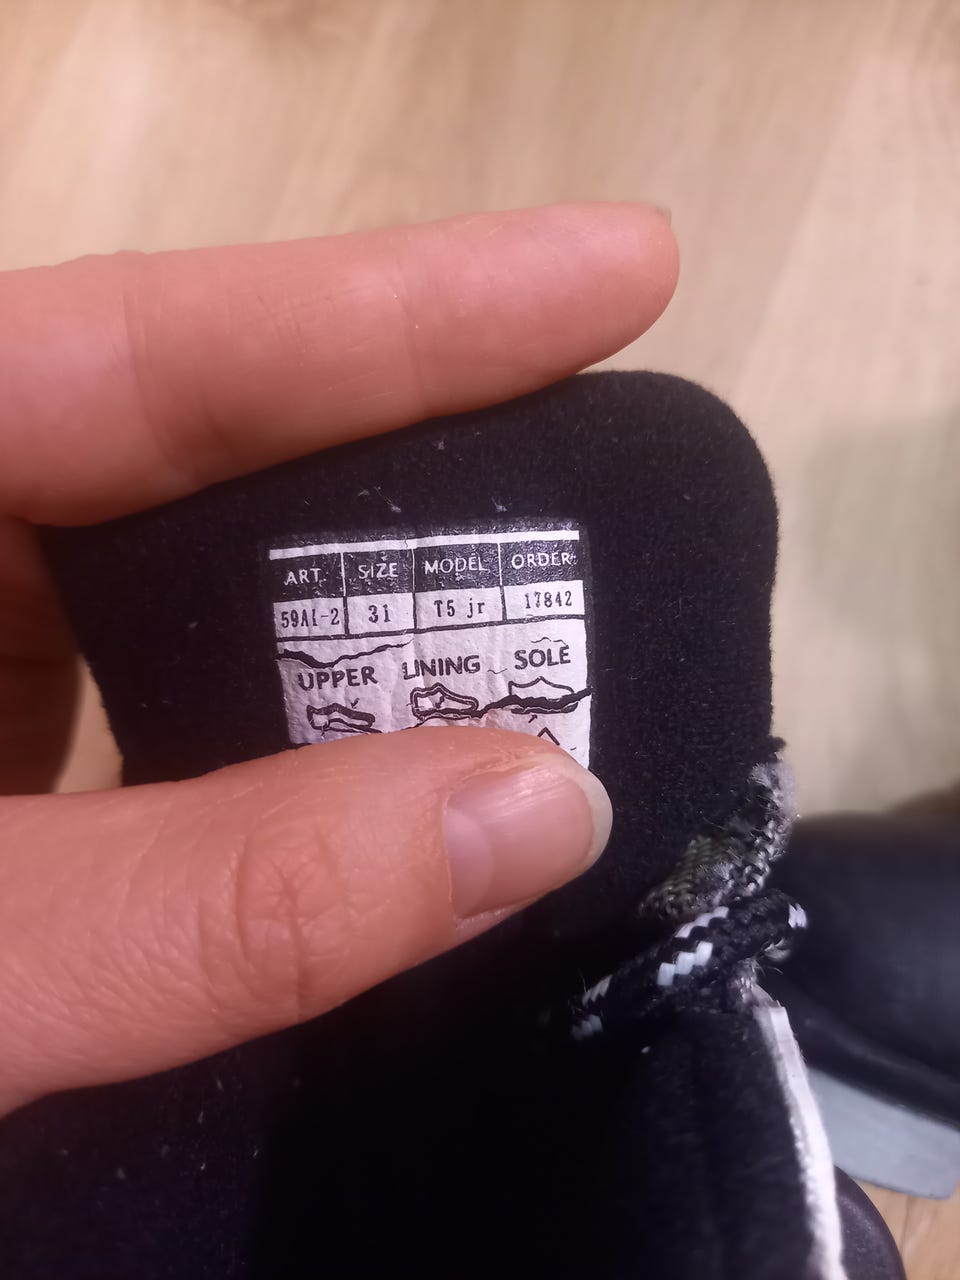 ART. SIZE MODEL ORDER
59A1-2 31 T5 jr 17842
UPPER LINING SOLE